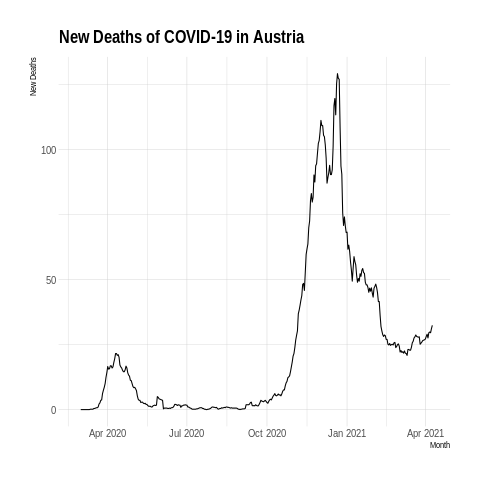 New Deaths of COVID-19 in Austria
New Deaths
100
50
0
Apr 2020 Jul 2020 Oct 2020 Jan 2021 Apr 2021
Month